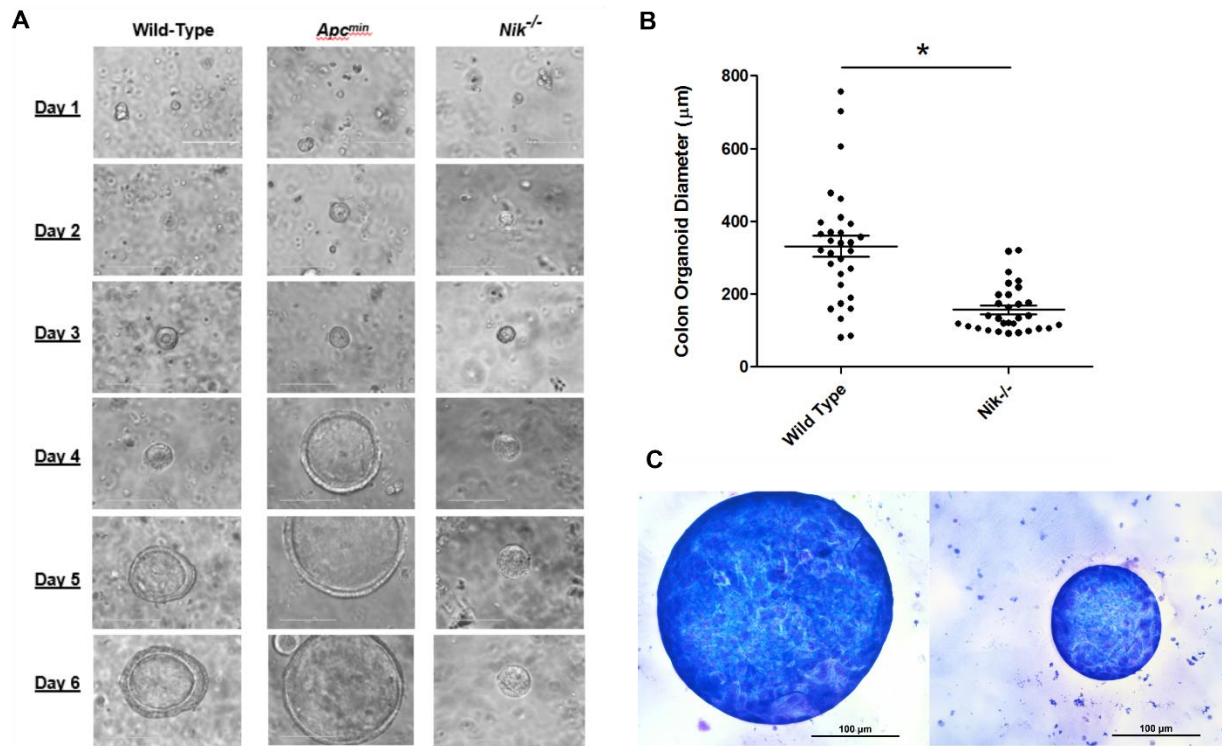 A
Wild-Type
Apcmin
Nik-/-
Day 1
Day 2
Day 3
Day 4
Day 5
Day 6
B
*
Colon Organoid Diameter (μm)
800
600
400
200
0
Wild Type
Nik-/-
C
100 μm
100 μm